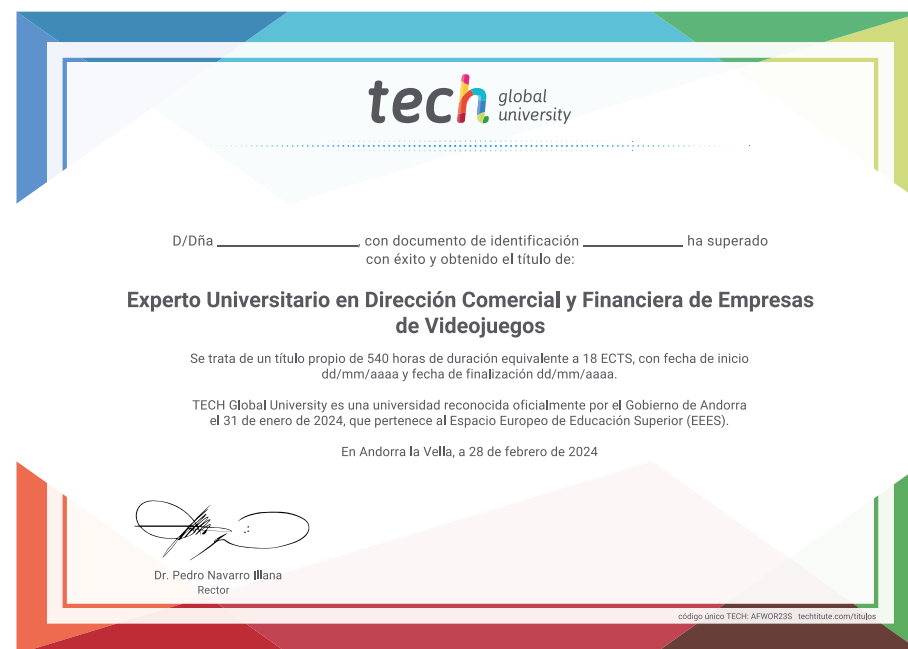 tech global university
D/Dña ____________, con documento de identificación ____________ ha superado
con éxito y obtenido el título de:
Experto Universitario en Dirección Comercial y Financiera de Empresas
de Videojuegos
Se trata de un título propio de 540 horas de duración equivalente a 18 ECTS, con fecha de inicio
dd/mm/aaaa y fecha de finalización dd/mm/aaaa.
TECH Global University es una universidad reconocida oficialmente por el Gobierno de Andorra
el 31 de enero de 2024, que pertenece al Espacio Europeo de Educación Superior (EEES).
En Andorra la Vella, a 28 de febrero de 2024
Dr. Pedro Navarro Illana
Rector
código único TECH: AFWOR23S techtitute.com/titulos